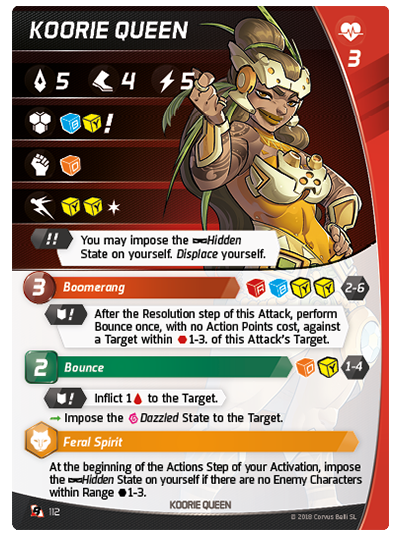 KOORIE QUEEN
3
5 4 5
B Y !
O
Y Y
!! You may impose the Hidden
State on yourself. Displace yourself.
3 Boomerang R B Y Y 2-6
! After the Resolution step of this Attack, perform
Bounce once, with no Action Points cost, against
a Target within 1-3. of this Attack's Target.
2 Bounce O Y 1-4
! Inflict 1 to the Target.
Impose the Dazzled State to the Target.
Feral Spirit
At the beginning of the Actions Step of your Activation, impose
the Hidden State on yourself if there are no Enemy Characters
within Range 1-3.
112 KOORIE QUEEN © 2018 Corvus Belli SL